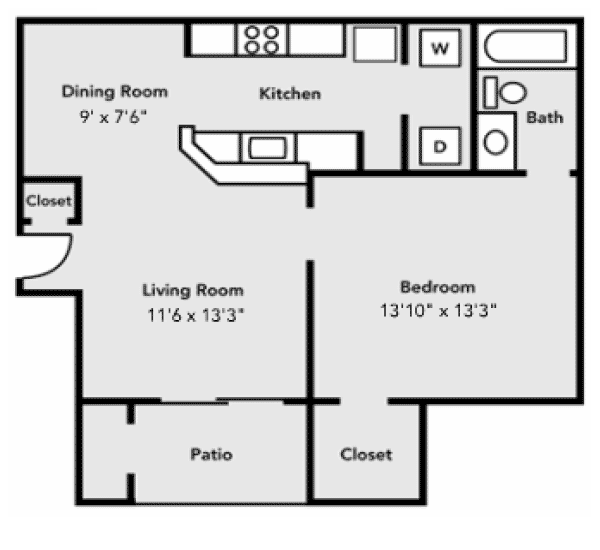 W
Dining Room
9' x 7'6"
Kitchen
Bath
D
Closet
Living Room
11'6 x 13'3"
Bedroom
13'10" x 13'3"
Patio
Closet